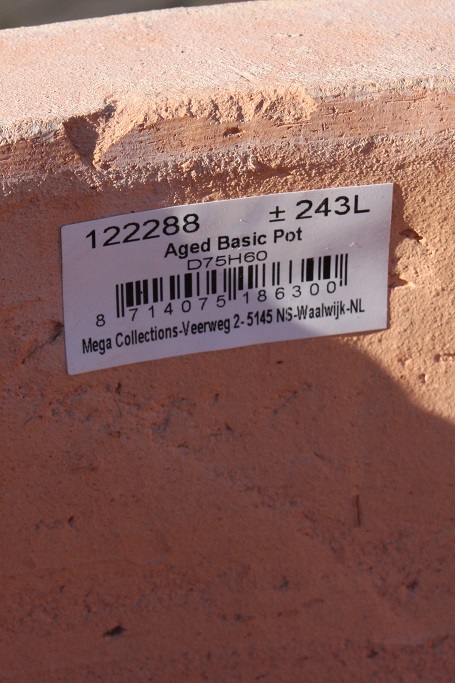 122288 ± 243L
Aged Basic Pot
D75H60
8 714075 186300
Mega Collections-Veerweg 2- 5145 NS-Waalwijk-NL